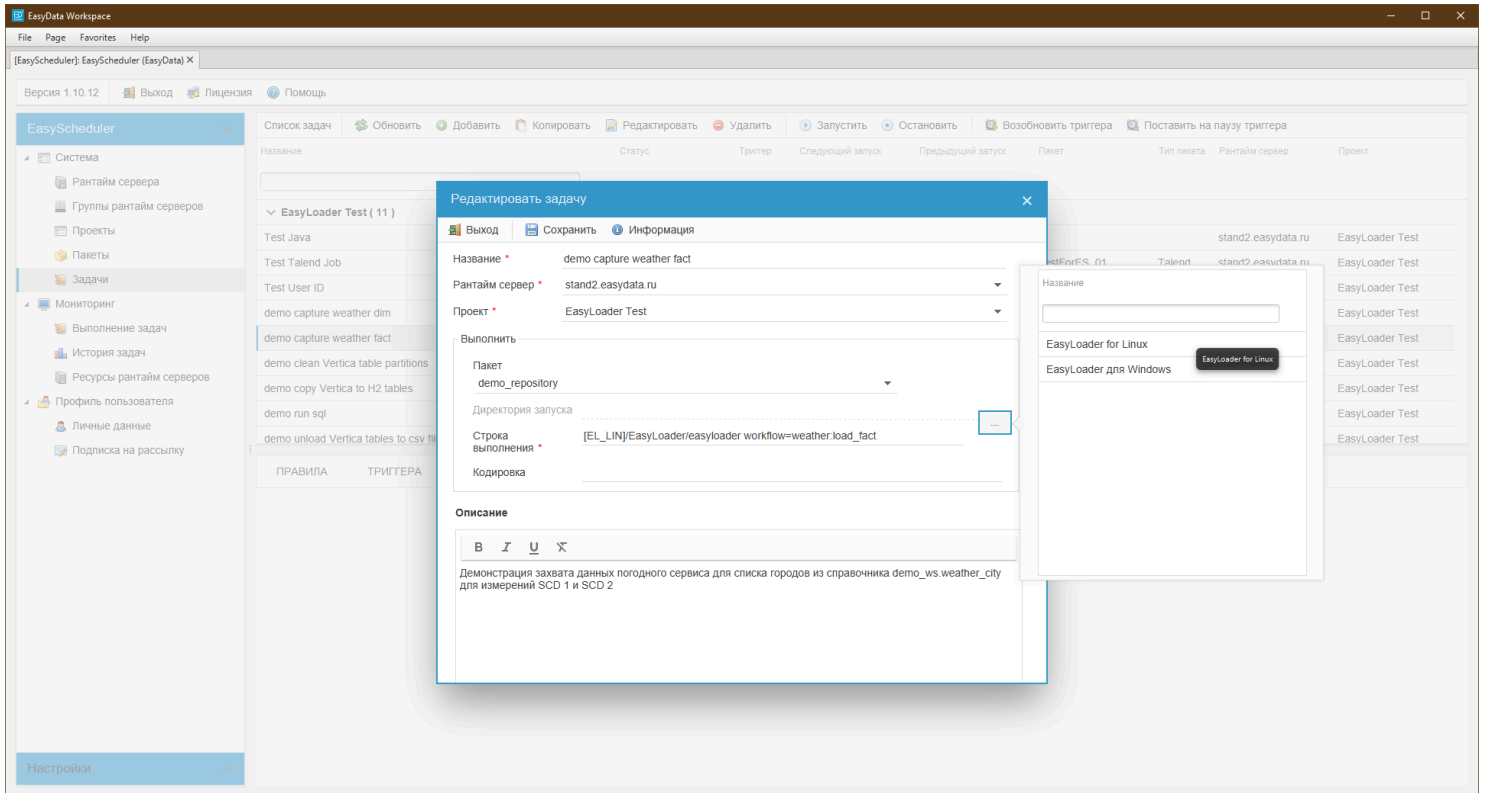 EasyData Workspace
File Page Favorites Help
[EasyScheduler]: EasyScheduler (EasyData) ×
Версия 1.10.12 Выход Лицензия Помощь
EasyScheduler
Система
Рантайм сервера
Группы рантайм серверов
Проекты
Пакеты
Задачи
Мониторинг
Выполнение задач
История задач
Ресурсы рантайм серверов
Профиль пользователя
Личные данные
Подписка на рассылку
Настройки
Список задач Обновить Добавить Копировать Редактировать Удалить Запустить Остановить Возобновить триггера Поставить на паузу триггера
Название Статус Триггер Следующий запуск Предыдущий запуск Пакет Тип пакета Рантайм сервер Проект
EasyLoader Test ( 11 )
Test Java stand2.easydata.ru EasyLoader Test
Test Talend Job estForES_01 Talend stand2.easydata.ru EasyLoader Test
Test User ID EasyLoader Test
demo capture weather dim EasyLoader Test
demo capture weather fact EasyLoader Test
demo clean Vertica table partitions EasyLoader Test
demo copy Vertica to H2 tables EasyLoader Test
demo run sql EasyLoader Test
demo unload Vertica tables to csv fil EasyLoader Test
ПРАВИЛА ТРИГГЕРА
Редактировать задачу
Выход Сохранить Информация
Название * demo capture weather fact
Рантайм сервер * stand2.easydata.ru
Проект * EasyLoader Test
Выполнить
Пакет
demo_repository
Директория запуска ...
Строка
выполнения * [EL_LIN]/EasyLoader/easyloader workflow=weather:load_fact
Кодировка
Описание
B I U
Демонстрация захвата данных погодного сервиса для списка городов из справочника demo_ws.weather_city
для измерений SCD 1 и SCD 2
Название
EasyLoader for Linux
EasyLoader for Linux
EasyLoader для Windows